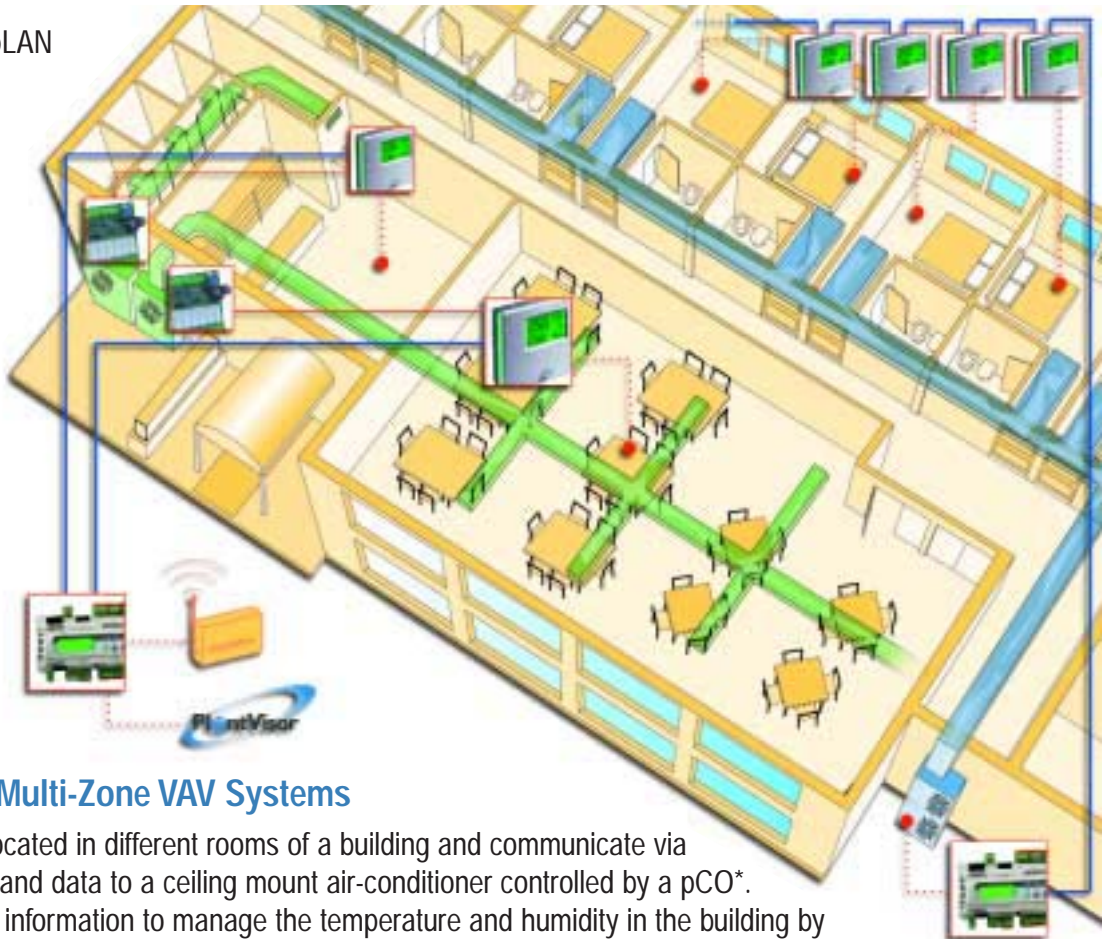 LAN
PlantVisor
Multi-Zone VAV Systems
ocated in different rooms of a building and communicate via
and data to a ceiling mount air-conditioner controlled by a pCO*.
information to manage the temperature and humidity in the building by